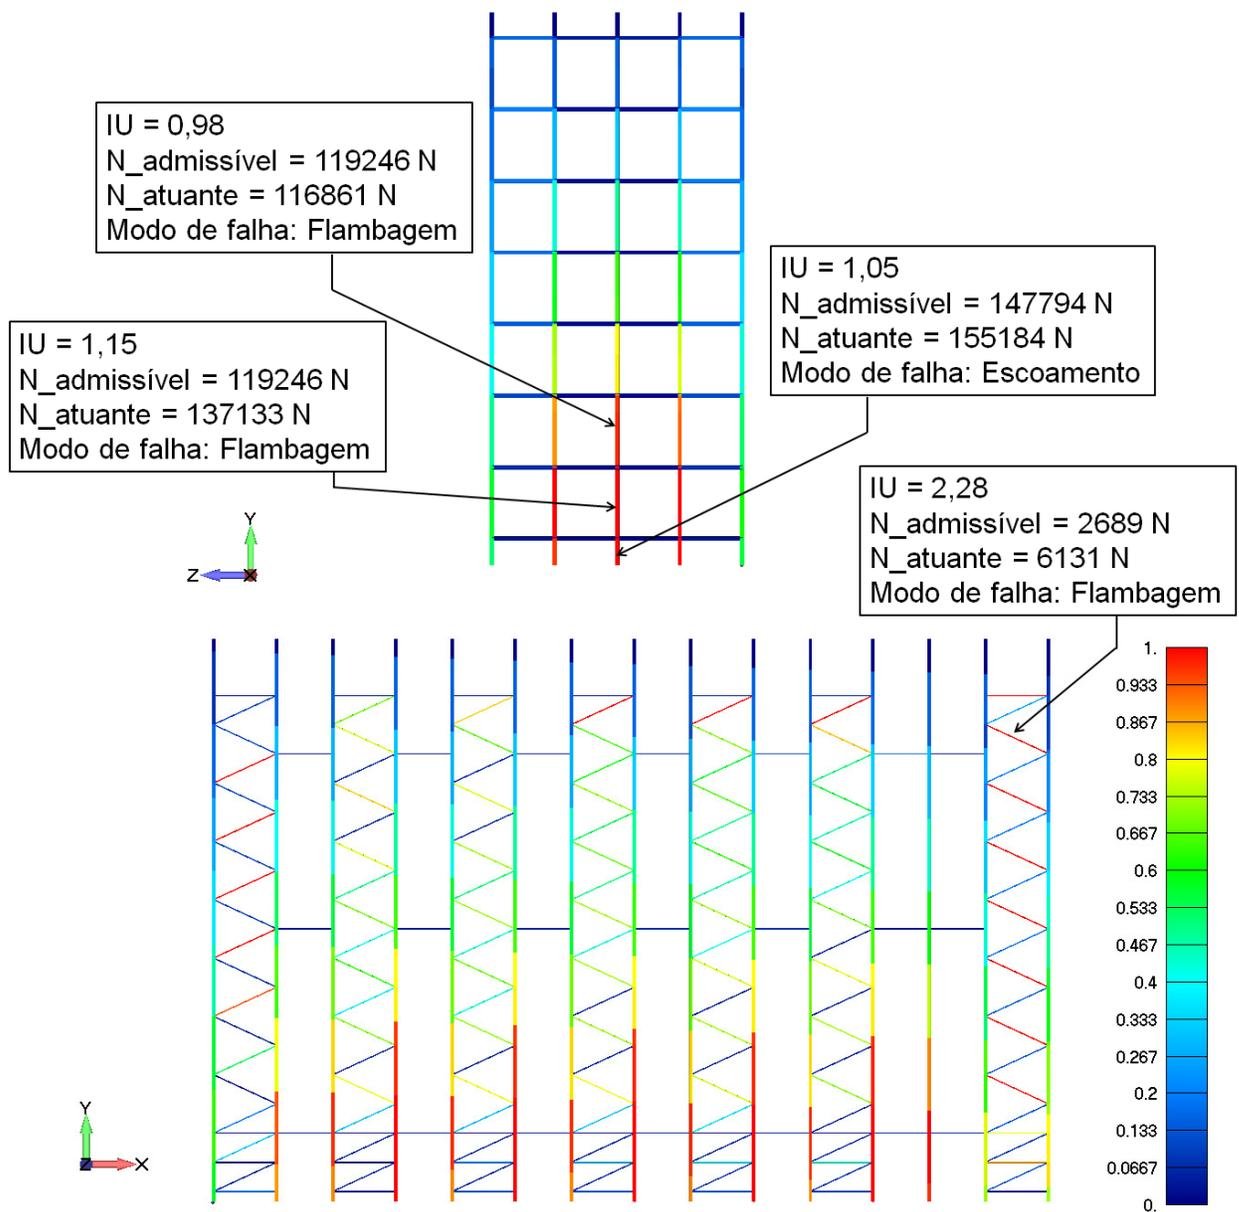 IU = 0,98
N_admissível = 119246 N
N_atuante = 116861 N
Modo de falha: Flambagem
IU = 1,05
N_admissível = 147794 N
N_atuante = 155184 N
Modo de falha: Escoamento
IU = 1,15
N_admissível = 119246 N
N_atuante = 137133 N
Modo de falha: Flambagem
IU = 2,28
N_admissível = 2689 N
N_atuante = 6131 N
Modo de falha: Flambagem
Y
Z
X
1.
0.933
0.867
0.8
0.733
0.667
0.6
0.533
0.467
0.4
0.333
0.267
0.2
0.133
0.0667
0.
Y
Z
X